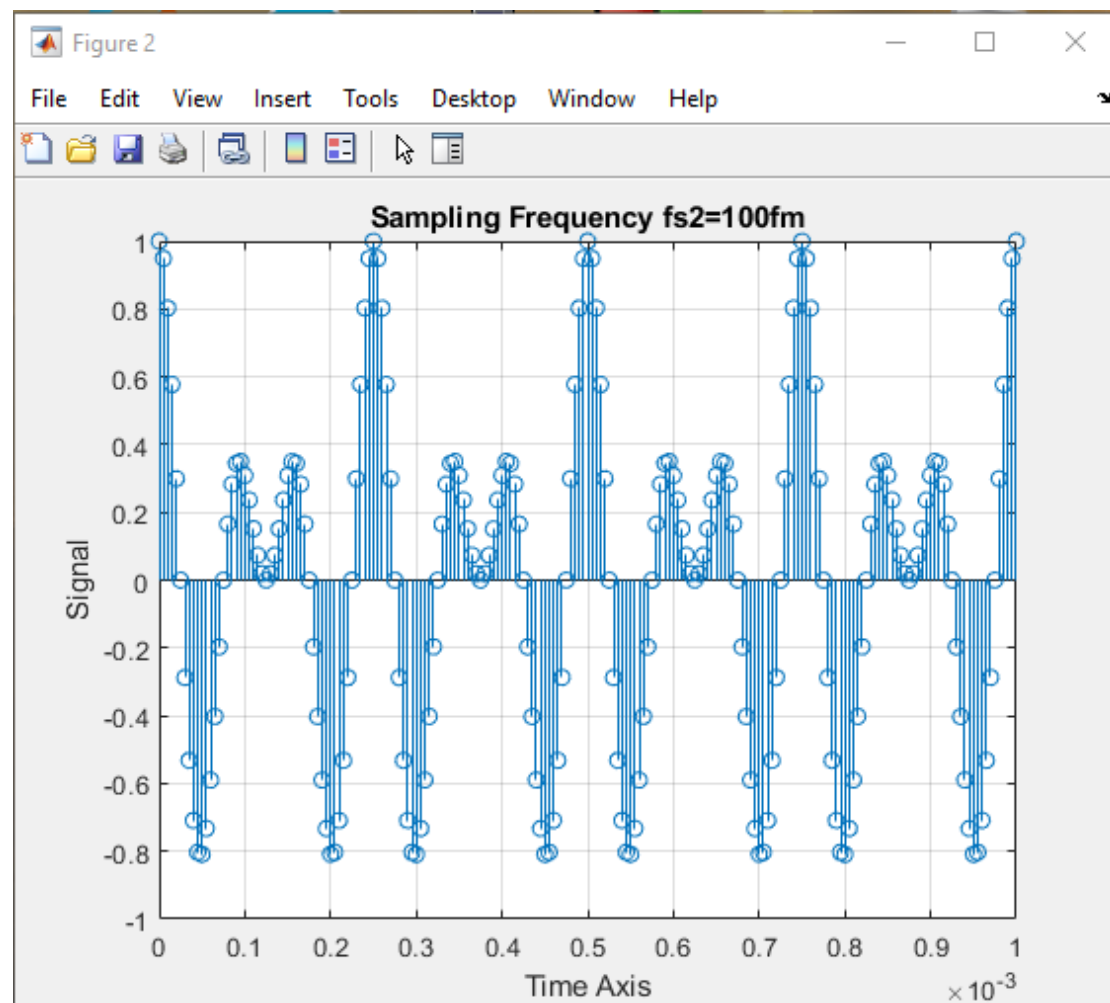 Figure 2
File Edit View Insert Tools Desktop Window Help
Sampling Frequency fs2=100fm
1
0.8
0.6
0.4
0.2
0
-0.2
-0.4
-0.6
-0.8
-1
Signal
0 0.1 0.2 0.3 0.4 0.5 0.6 0.7 0.8 0.9 1
Time Axis
×10-3